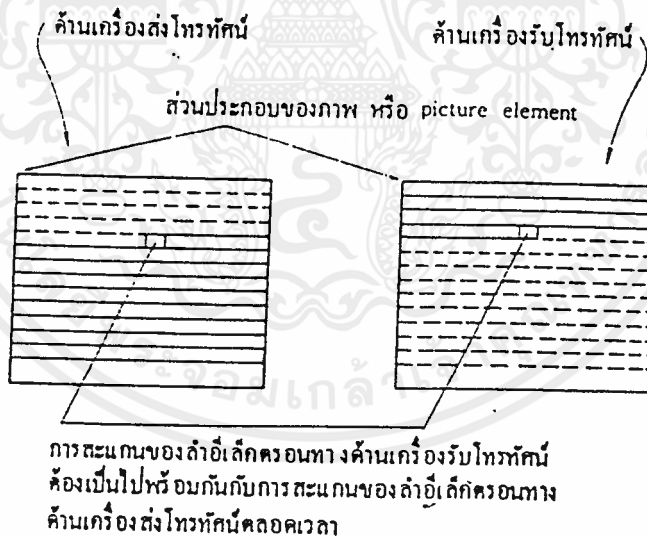 ด้านเครื่องส่งโทรทัศน์
ด้านเครื่องรับโทรทัศน์
ส่วนประกอบของภาพ หรือ picture element
การสะแกนของลำอีเล็กตรอนทางด้านเครื่องรับโทรทัศน์
ต้องเป็นไปพร้อมกันกับการสะแกนของลำอีเล็กตรอนทาง
ด้านเครื่องส่งโทรทัศน์ตลอดเวลา